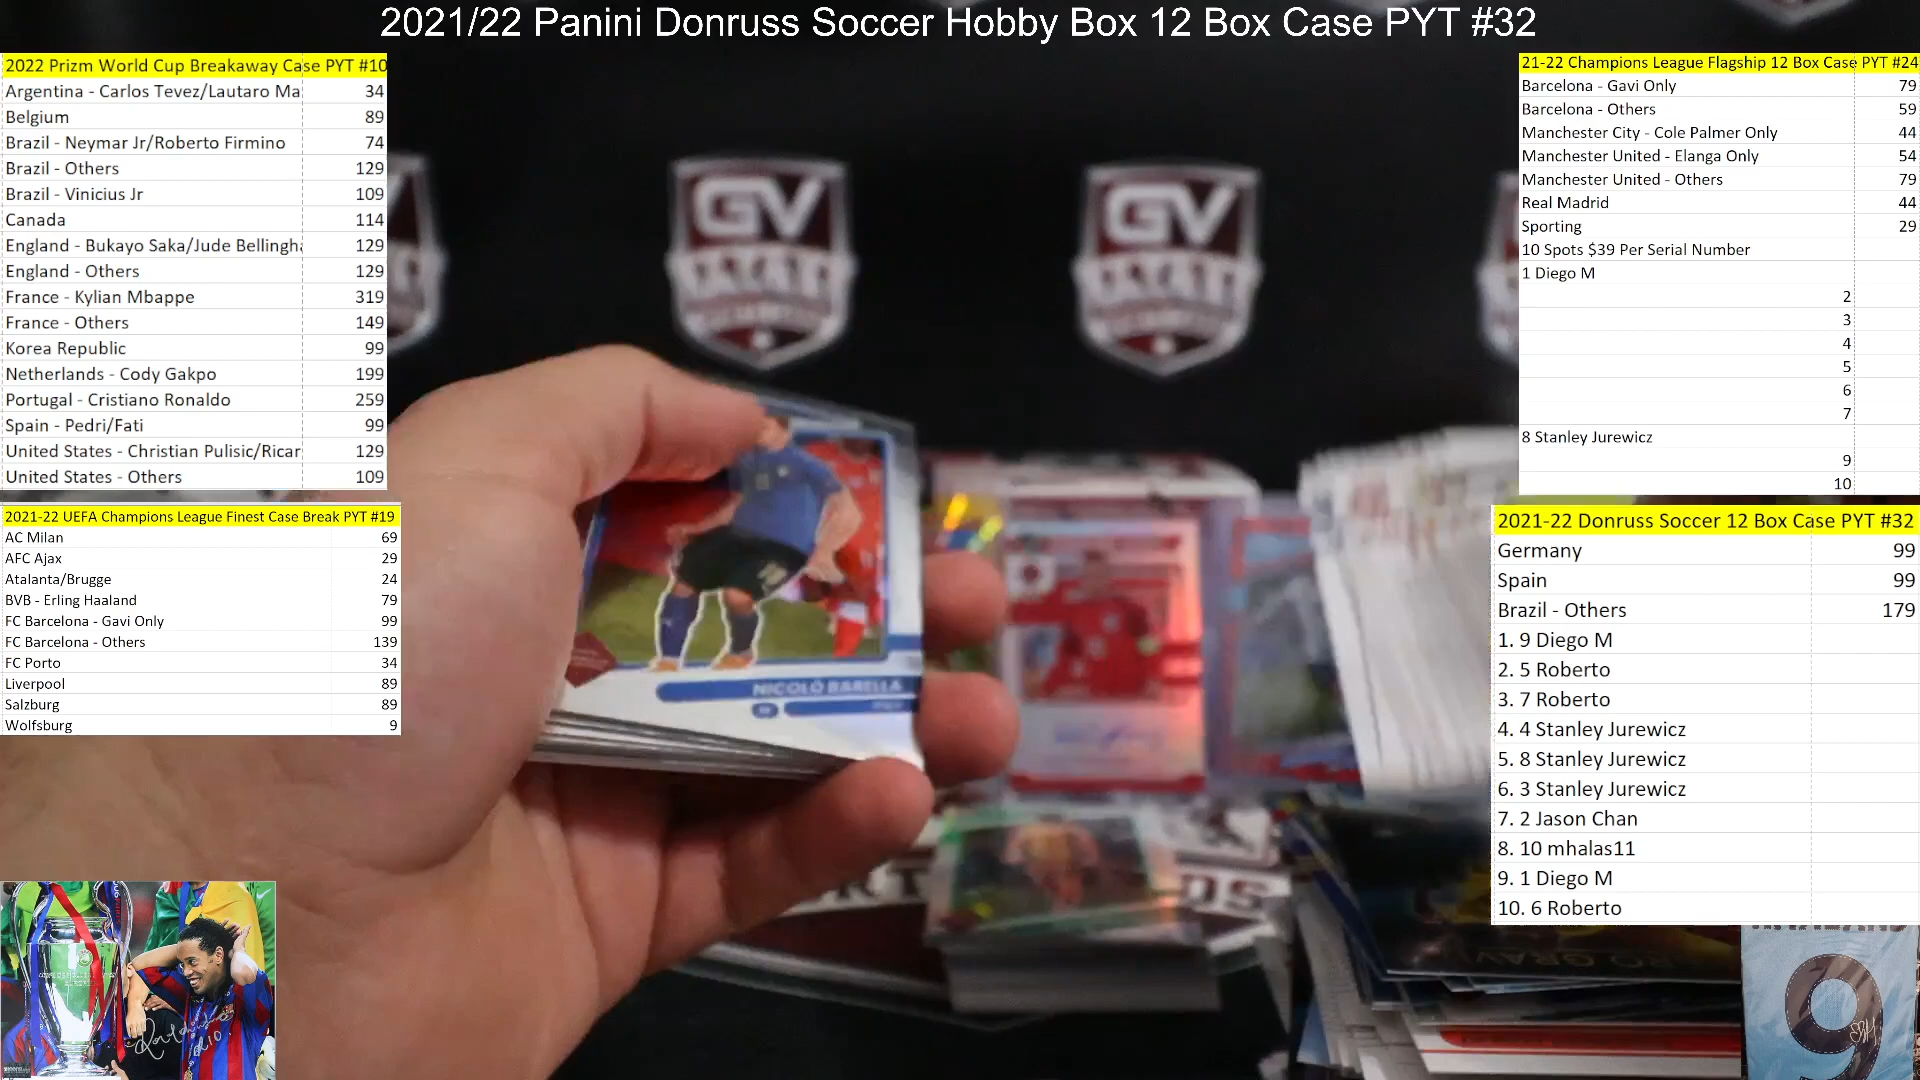 2021/22 Panini Donruss Soccer Hobby Box 12 Box Case PYT #32
2022 Prizm World Cup Breakaway Case PYT #10
Argentina - Carlos Tevez/Lautaro Ma 34
Belgium 89
Brazil - Neymar Jr/Roberto Firmino 74
Brazil - Others 129
Brazil - Vinicius Jr 109
Canada 114
England - Bukayo Saka/Jude Bellingh 129
England - Others 129
France - Kylian Mbappe 319
France - Others 149
Korea Republic 99
Netherlands - Cody Gakpo 199
Portugal - Cristiano Ronaldo 259
Spain - Pedri/Fati 99
United States - Christian Pulisic/Ricar 129
United States - Others 109
2021-22 UEFA Champions League Finest Case Break PYT #19
AC Milan 69
AFC Ajax 29
Atalanta/Brugge 24
BVB - Erling Haaland 79
FC Barcelona - Gavi Only 99
FC Barcelona - Others 139
FC Porto 34
Liverpool 89
Salzburg 89
Wolfsburg 9
GV
GV
NICOLÒ BARELLA
21-22 Champions League Flagship 12 Box Case PYT #24
Barcelona - Gavi Only 79
Barcelona - Others 59
Manchester City - Cole Palmer Only 44
Manchester United - Elanga Only 54
Manchester United - Others 79
Real Madrid 44
Sporting 29
10 Spots $39 Per Serial Number
1 Diego M
2
3
4
5
6
7
8 Stanley Jurewicz
9
10
2021-22 Donruss Soccer 12 Box Case PYT #32
Germany 99
Spain 99
Brazil - Others 179
1. 9 Diego M
2. 5 Roberto
3. 7 Roberto
4. 4 Stanley Jurewicz
5. 8 Stanley Jurewicz
6. 3 Stanley Jurewicz
7. 2 Jason Chan
8. 10 mhalas11
9. 1 Diego M
10. 6 Roberto
9